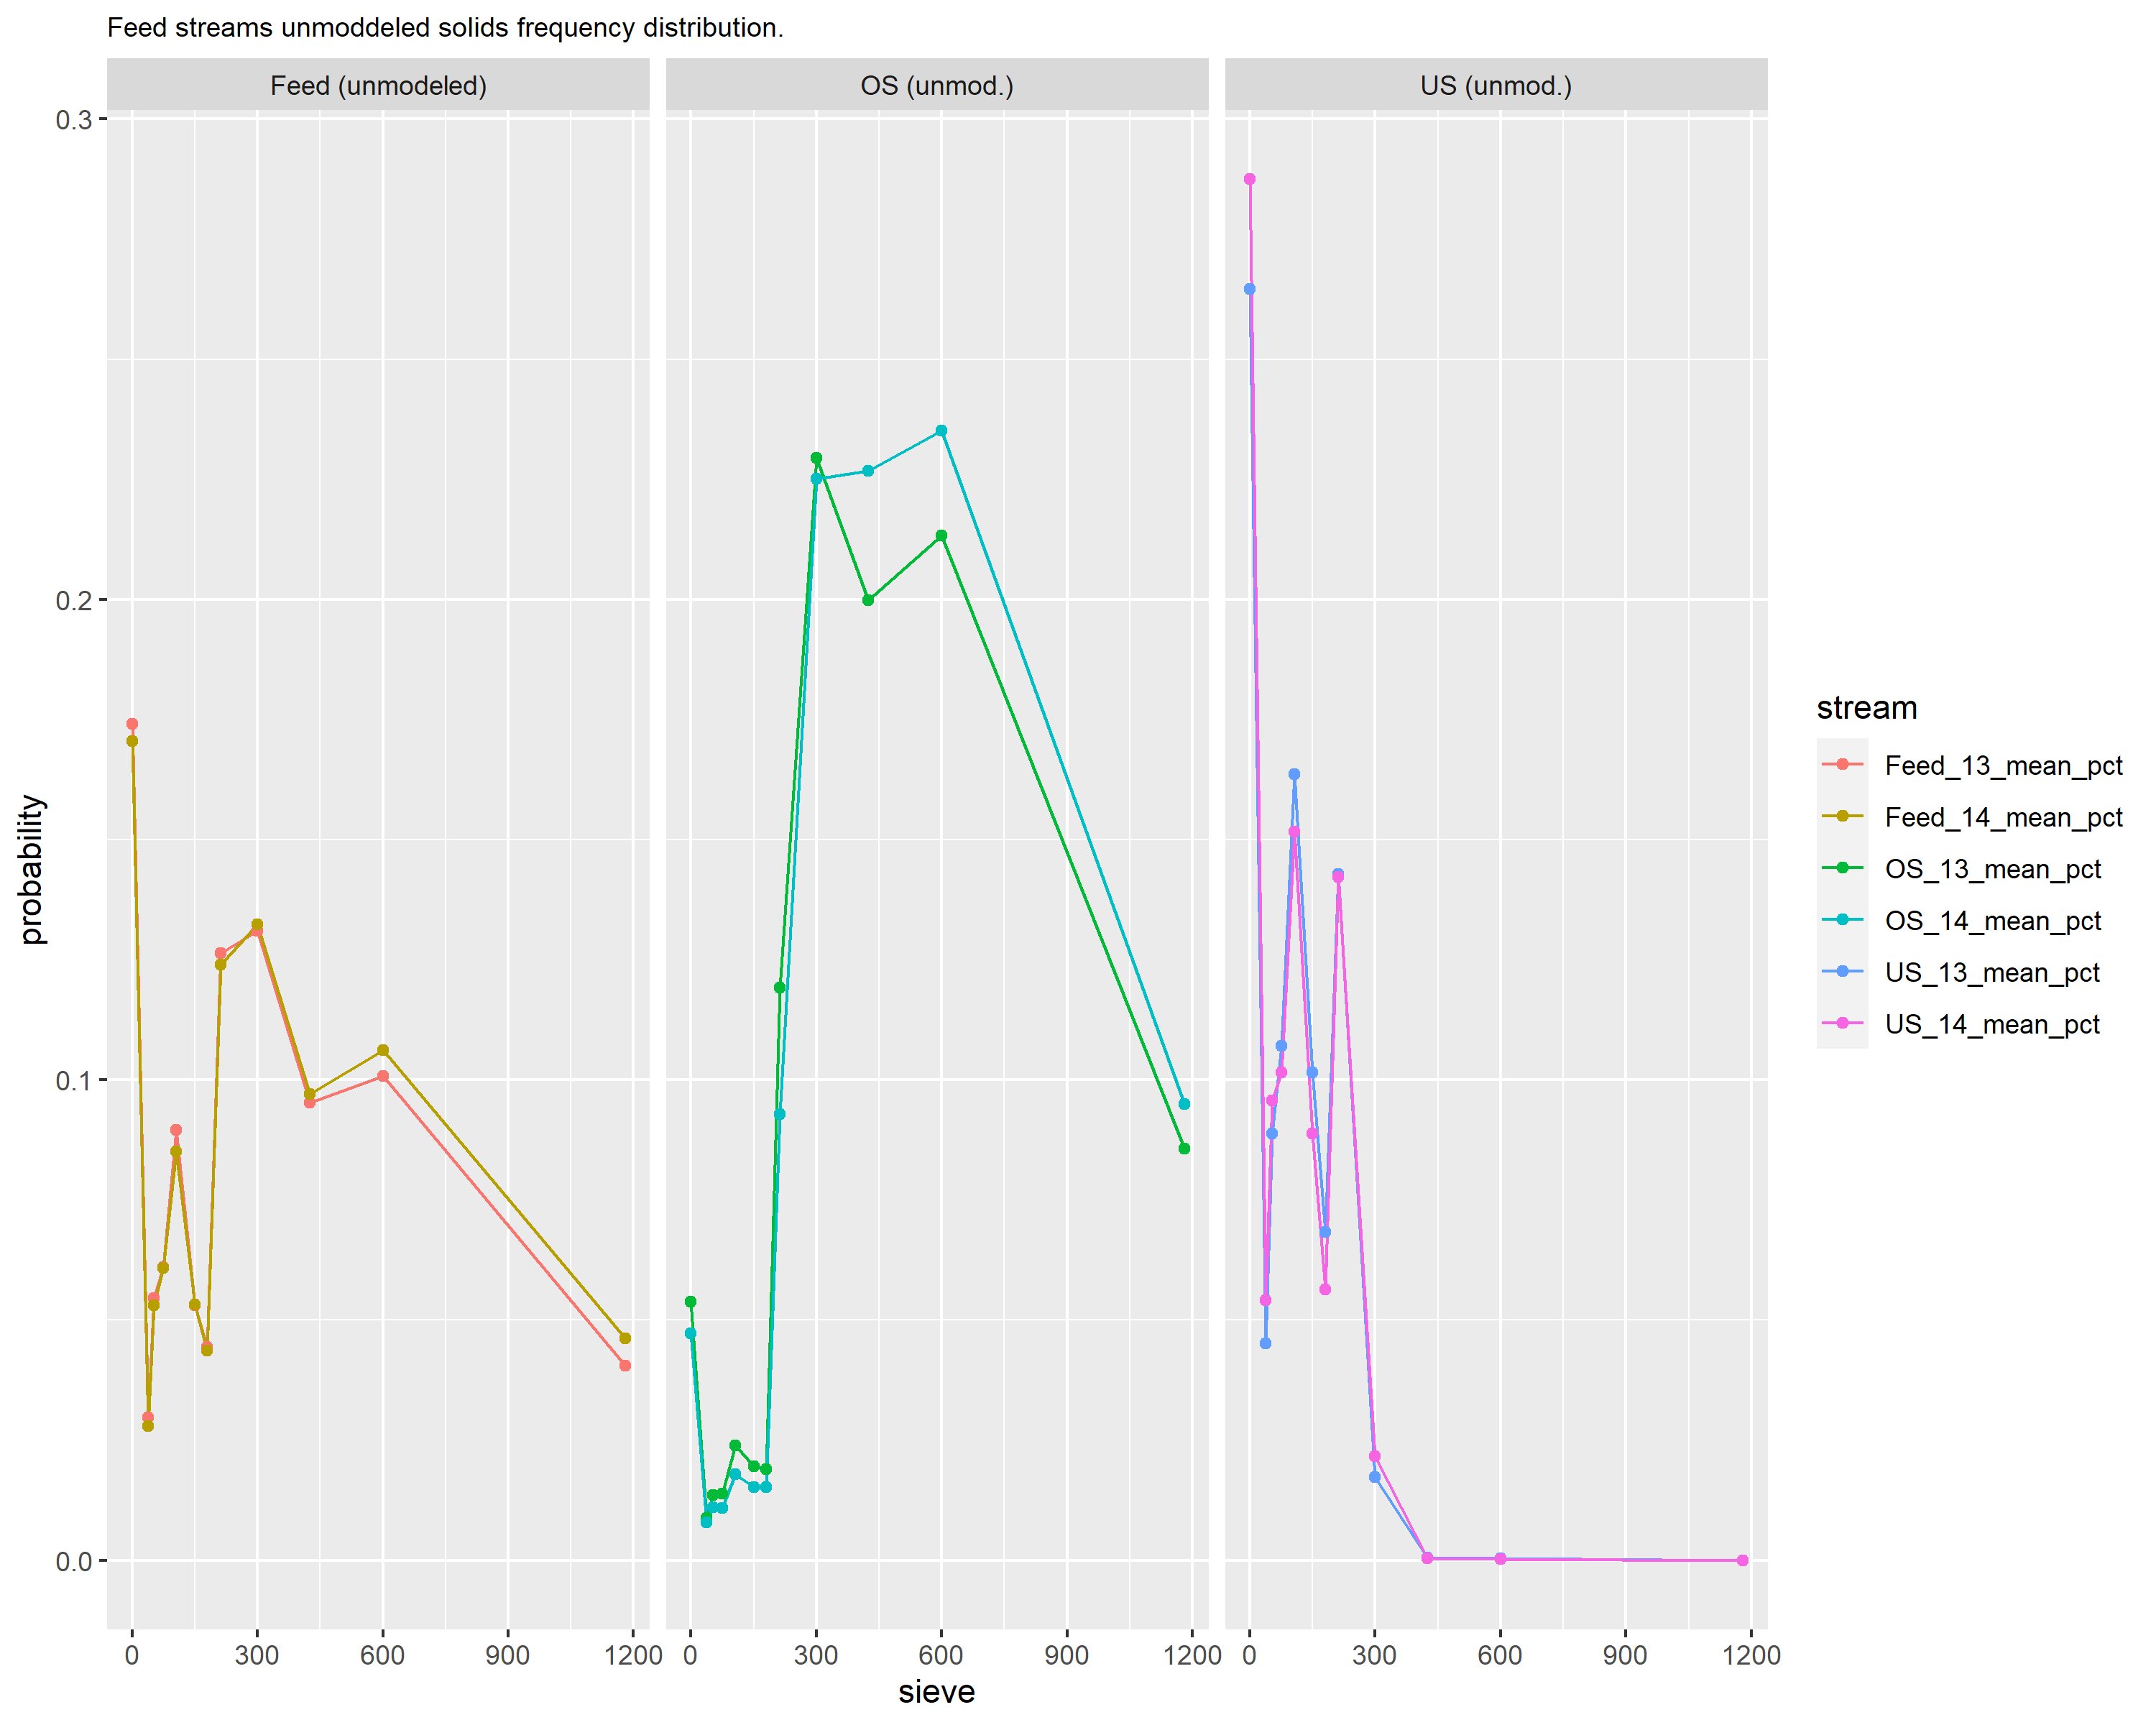 Feed streams unmoddeled solids frequency distribution.
Feed (unmodeled)
OS (unmod.)
US (unmod.)
0.3
0.2
0.1
0.0
probability
0 300 600 900 1200
0 300 600 900 1200
0 300 600 900 1200
sieve
stream
Feed_13_mean_pct
Feed_14_mean_pct
OS_13_mean_pct
OS_14_mean_pct
US_13_mean_pct
US_14_mean_pct